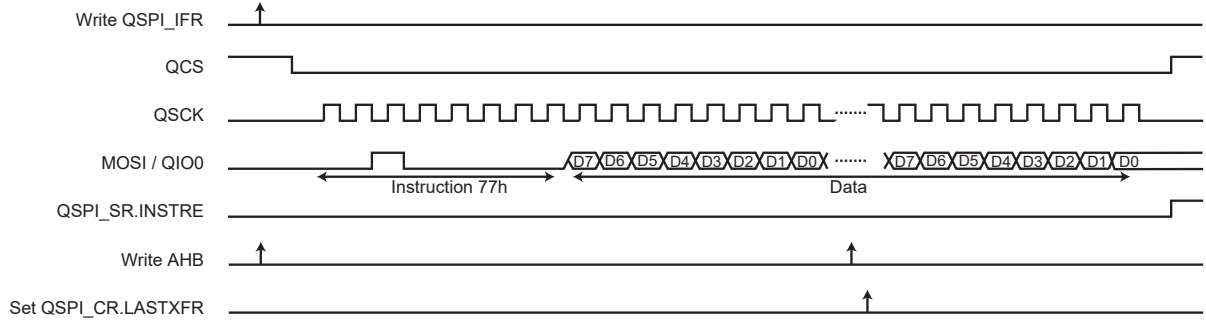 Write QSPI_IFR
QCS
QSCK
MOSI / QIO0
D7 D6 D5 D4 D3 D2 D1 D0 D7 D6 D5 D4 D3 D2 D1 D0
Instruction 77h Data
QSPI_SR.INSTRE
Write AHB
Set QSPI_CR.LASTXFR